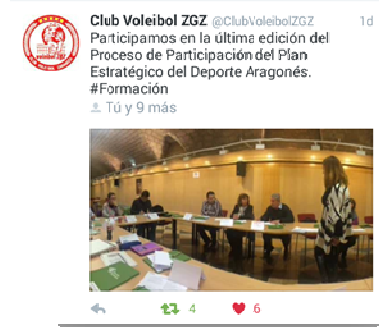 Club Voleibol ZGZ @ClubVoleibolZGZ 1d
Participamos en la última edición del
Proceso de Participación del Plan
Estratégico del Deporte Aragonés.
#Formación
Tú y 9 más
4 6